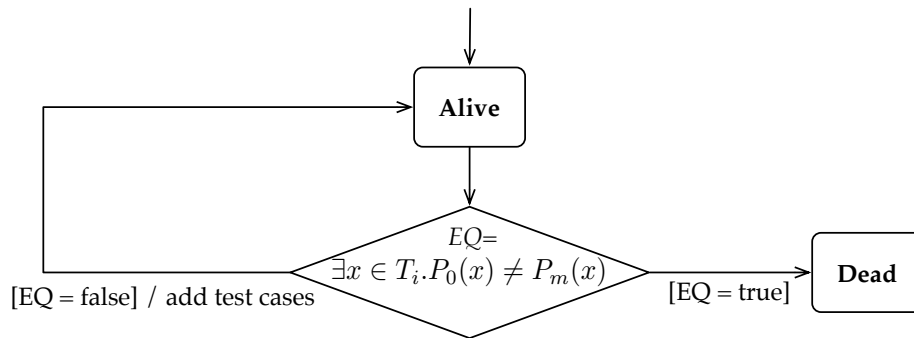 Alive
EQ=
∃x ∈ T_i.P_0(x) ≠ P_m(x)
Dead
[EQ = false] / add test cases
[EQ = true]